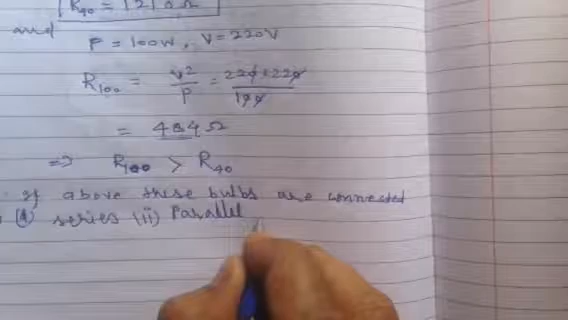 R₄₀ = 1210 Ω
and
P = 100W, V = 220V
R₁₀₀ = V²/P = 220×220/100
= 484 Ω
=> R₁₀₀ > R₄₀
If above these bulbs are connected
(i) series (ii) Parallel